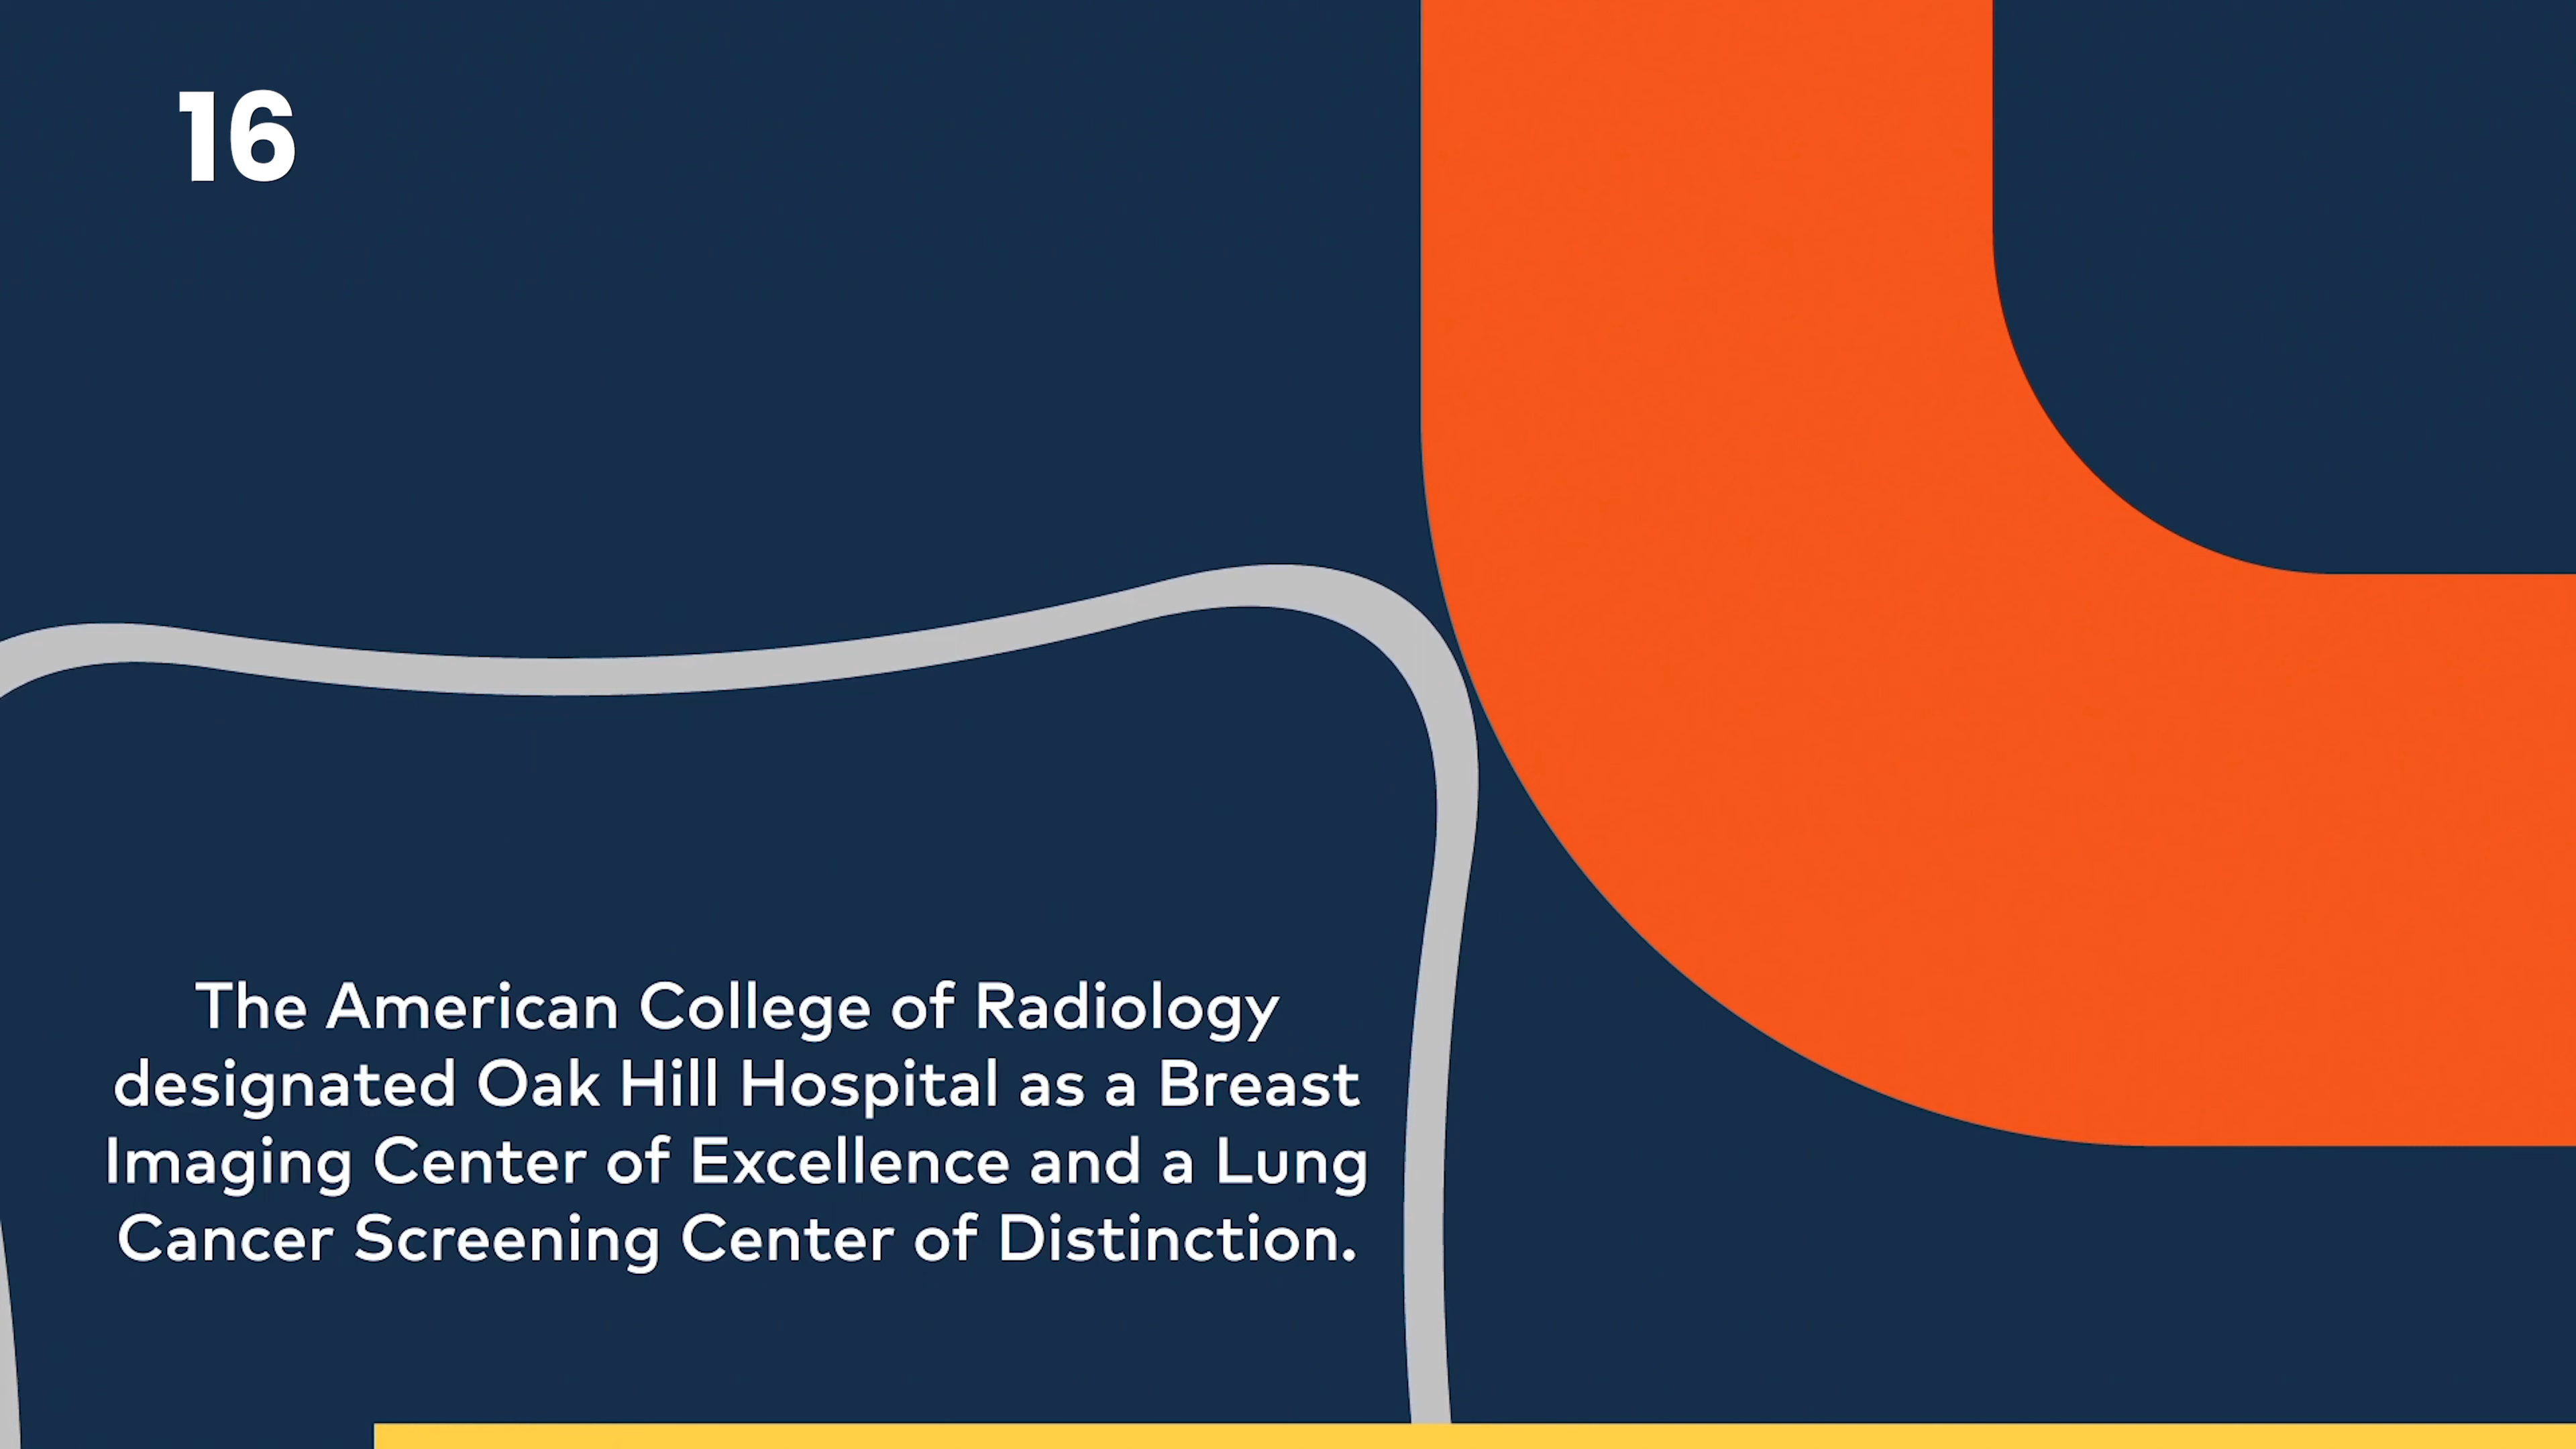 16
The American College of Radiology
designated Oak Hill Hospital as a Breast
Imaging Center of Excellence and a Lung
Cancer Screening Center of Distinction.